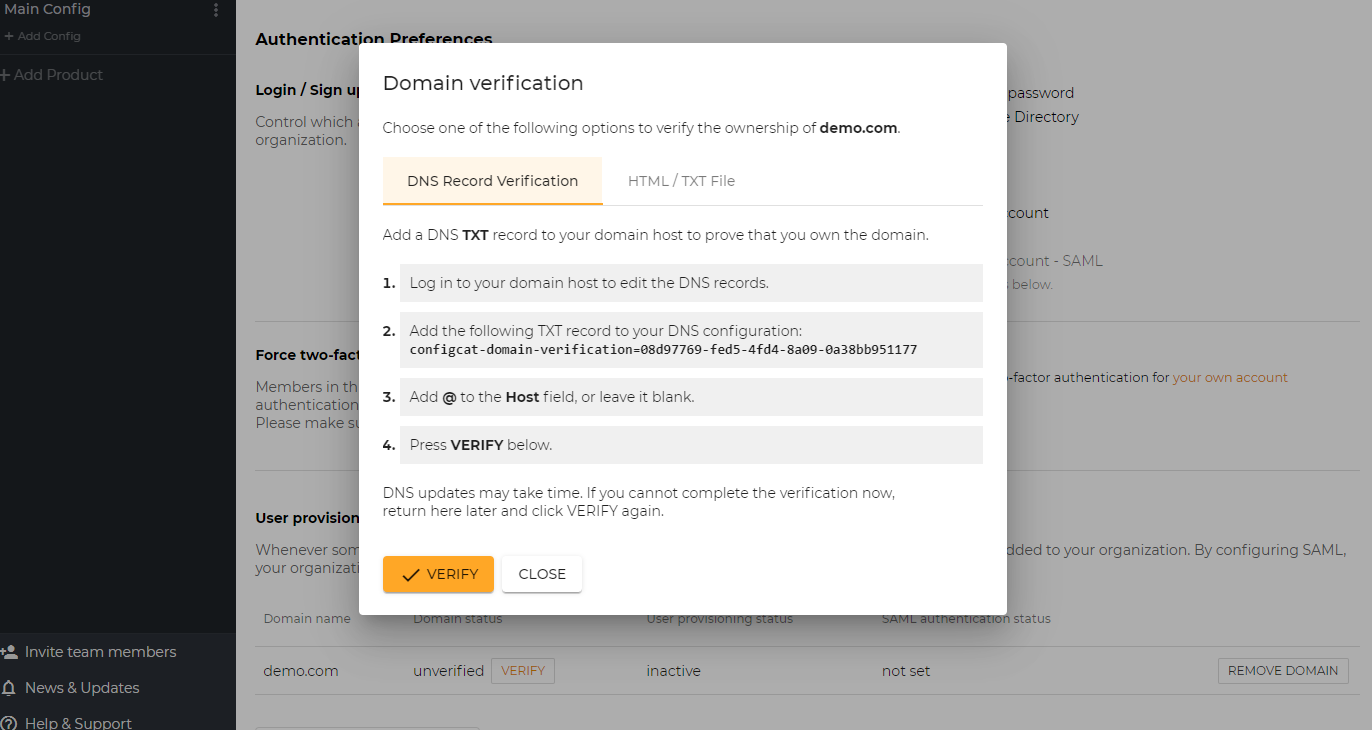 Main Config
+ Add Config
+ Add Product
Invite team members
News & Updates
Help & Support
Authentication Preferences
Login / Sign up
Control which
organization.
password
Directory
count
count - SAML
below.
Force two-fact
Members in th
authentication
Please make su
-factor authentication for your own account
User provision
Whenever som
dded to your organization. By configuring SAML,
your organizati
Domain name Domain status User provisioning status SAML authentication status
demo.com unverified VERIFY inactive not set REMOVE DOMAIN
Domain verification
Choose one of the following options to verify the ownership of demo.com.
DNS Record Verification HTML / TXT File
Add a DNS TXT record to your domain host to prove that you own the domain.
1. Log in to your domain host to edit the DNS records.
2. Add the following TXT record to your DNS configuration:
configcat-domain-verification=08d97769-fed5-4fd4-8a09-0a38bb951177
3. Add @ to the Host field, or leave it blank.
4. Press VERIFY below.
DNS updates may take time. If you cannot complete the verification now,
return here later and click VERIFY again.
VERIFY CLOSE